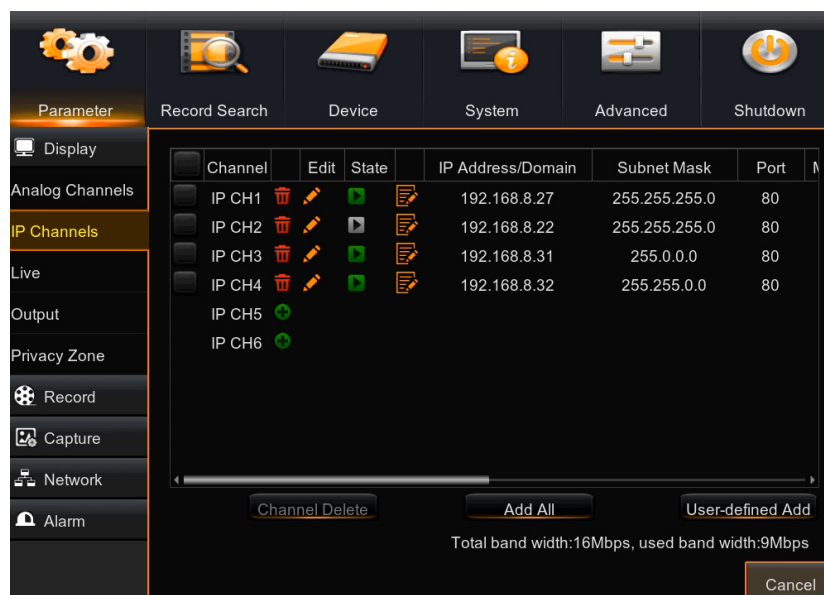 Parameter Record Search Device System Advanced Shutdown
Display
Analog Channels
IP Channels
Live
Output
Privacy Zone
Record
Capture
Network
Alarm
Channel Edit State IP Address/Domain Subnet Mask Port
IP CH1 192.168.8.27 255.255.255.0 80
IP CH2 192.168.8.22 255.255.255.0 80
IP CH3 192.168.8.31 255.0.0.0 80
IP CH4 192.168.8.32 255.255.0.0 80
IP CH5
IP CH6
Channel Delete Add All User-defined Add
Total band width:16Mbps, used band width:9Mbps
Cancel